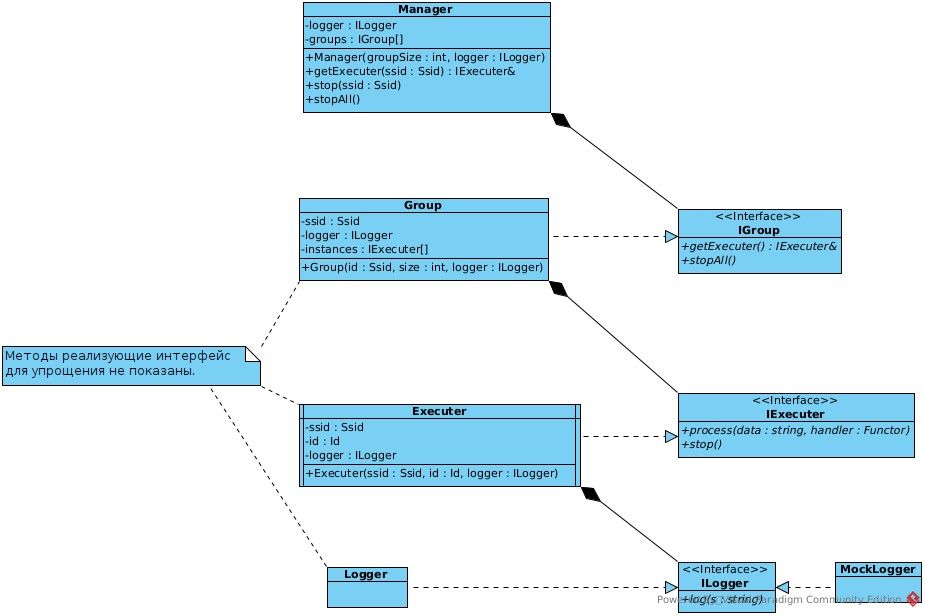 Manager
-logger : ILogger
-groups : IGroup[]
+Manager(groupSize : int, logger : ILogger)
+getExecuter(ssid : Ssid) : IExecuter&
+stop(ssid : Ssid)
+stopAll()
Group
-ssid : Ssid
-logger : ILogger
-instances : IExecuter[]
+Group(id : Ssid, size : int, logger : ILogger)
<<Interface>>
IGroup
+getExecuter() : IExecuter&
+stopAll()
Методы реализующие интерфейс
для упрощения не показаны.
Executer
-ssid : Ssid
-id : Id
-logger : ILogger
+Executer(ssid : Ssid, id : Id, logger : ILogger)
<<Interface>>
IExecuter
+process(data : string, handler : Functor)
+stop()
Logger
<<Interface>>
ILogger
+log(s : string)
MockLogger
Visual Paradigm Community Edition